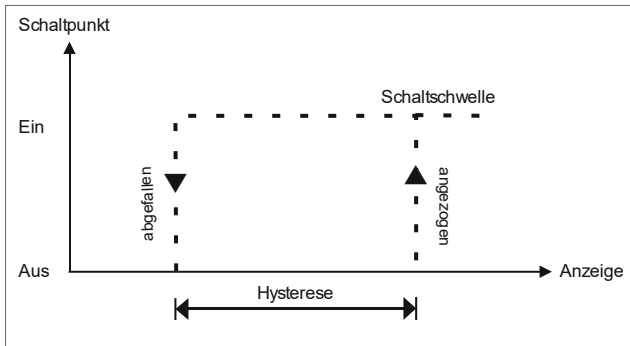 Schaltpunkt
Schaltschwelle
Ein
abgefallen
angezogen
Aus
Anzeige
Hysterese